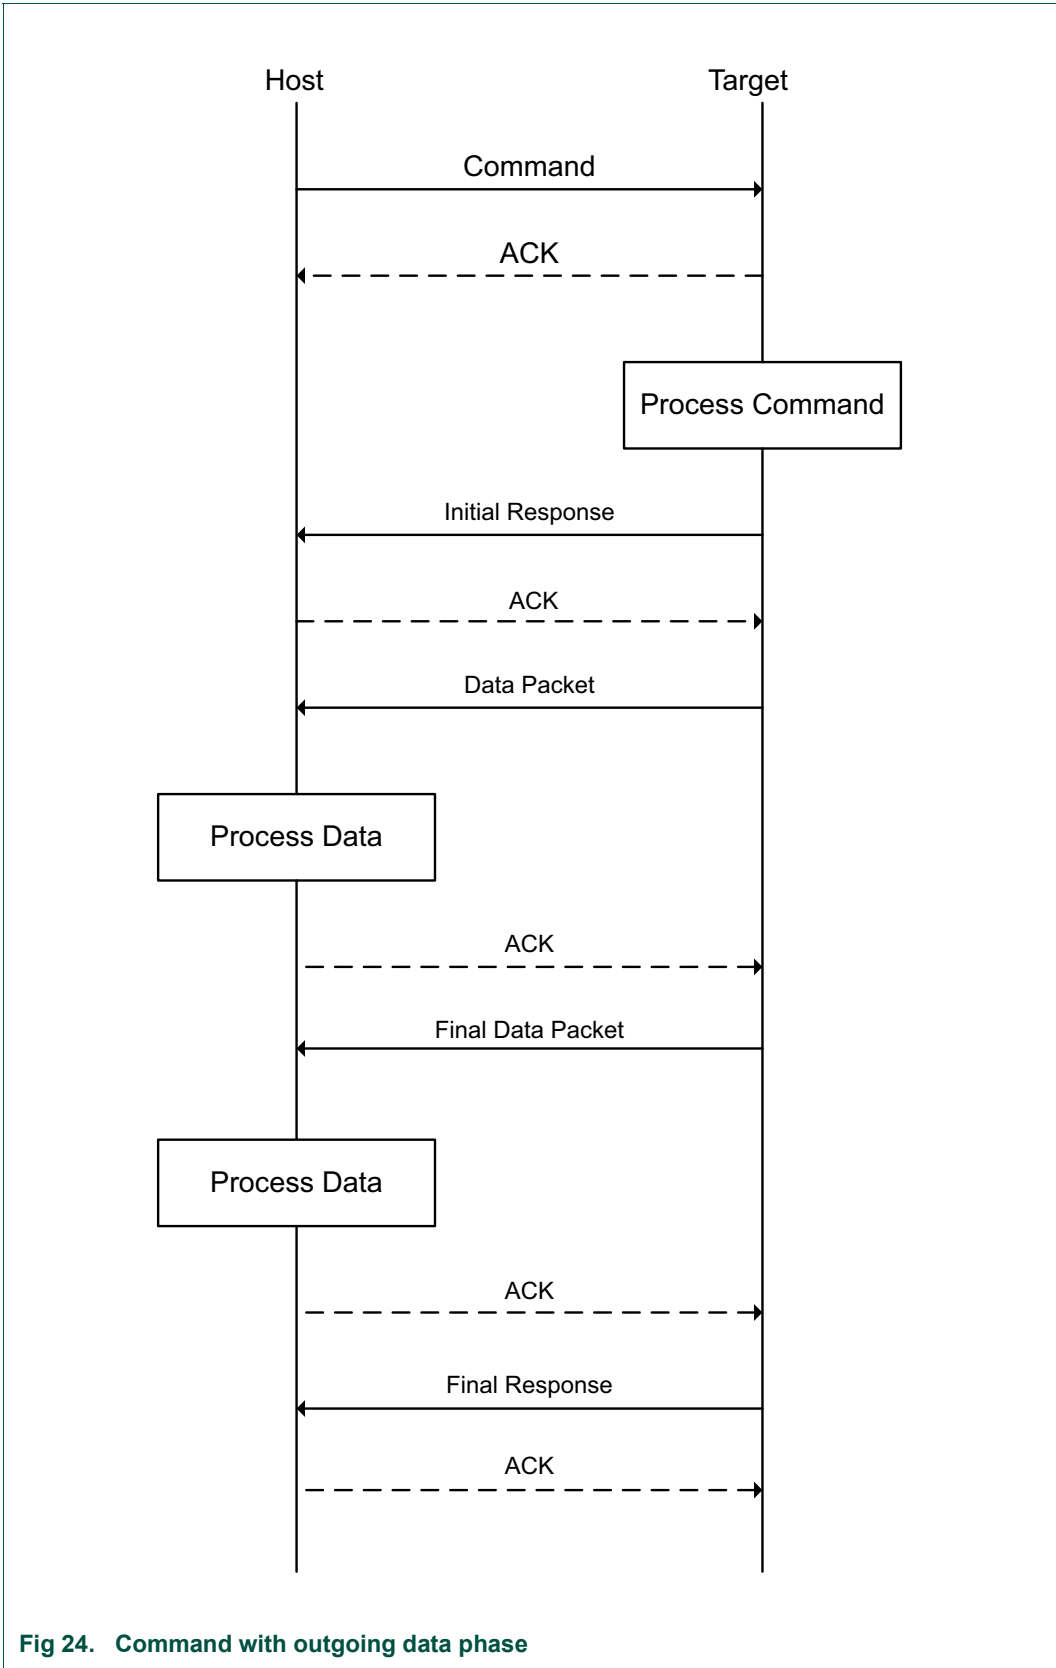 Host
Target
Command
ACK
Process Command
Initial Response
ACK
Data Packet
Process Data
ACK
Final Data Packet
Process Data
ACK
Final Response
ACK
Fig 24. Command with outgoing data phase